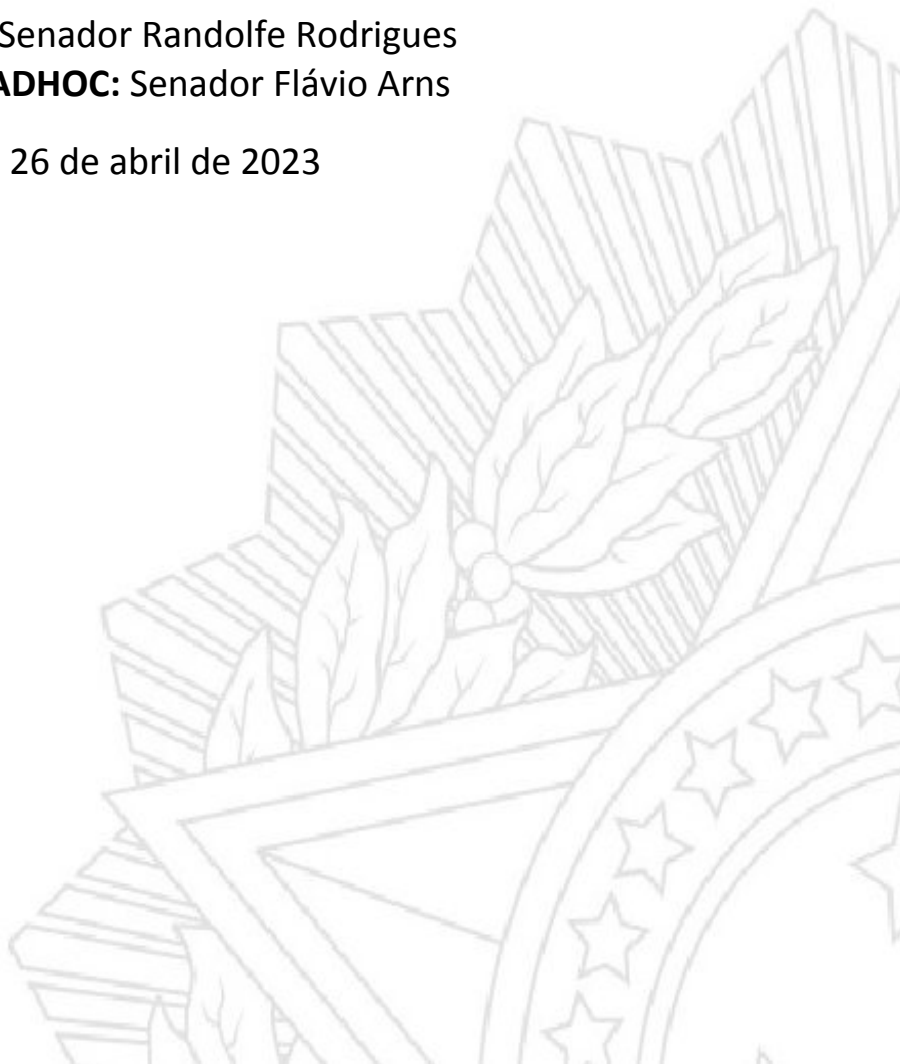 Senador Randolfe Rodrigues
ADHOC: Senador Flávio Arns
26 de abril de 2023